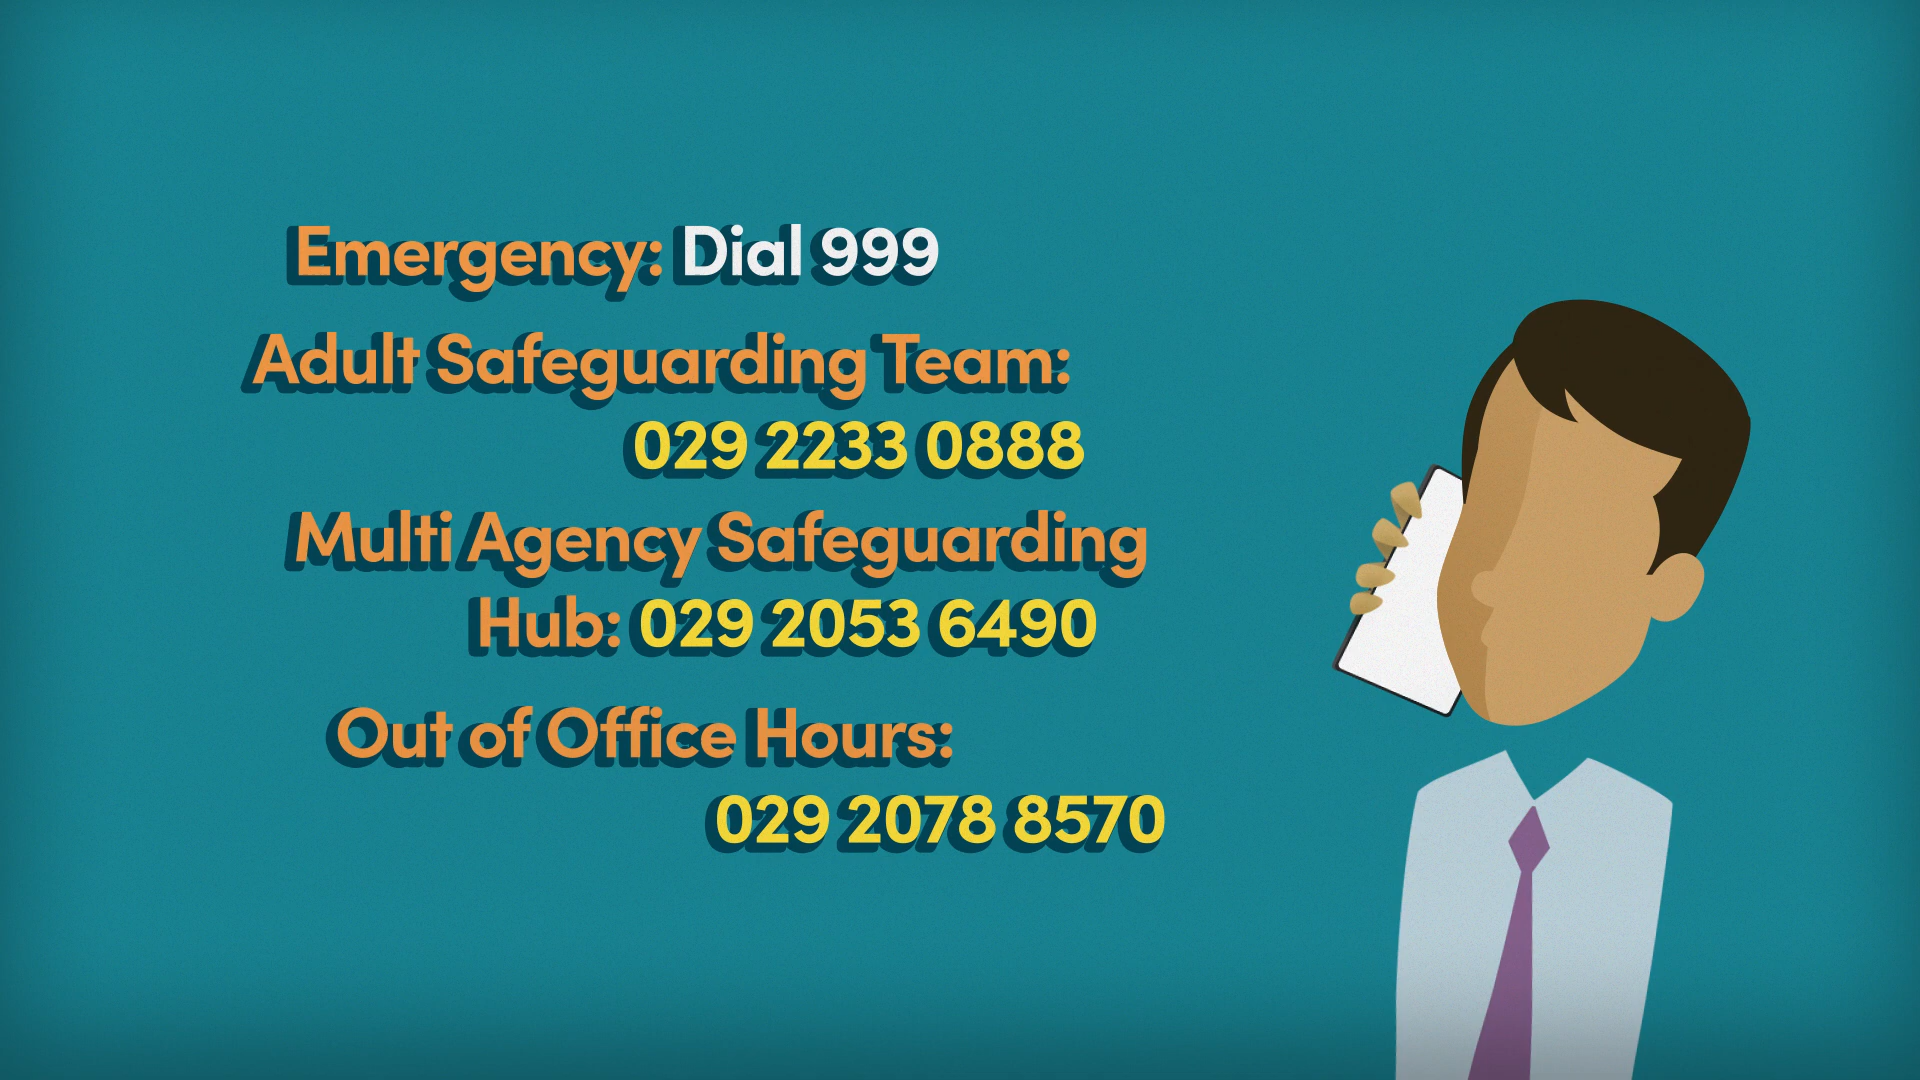 Emergency: Dial 999
Adult Safeguarding Team:
029 2233 0888
Multi Agency Safeguarding
Hub: 029 2053 6490
Out of Office Hours:
029 2078 8570